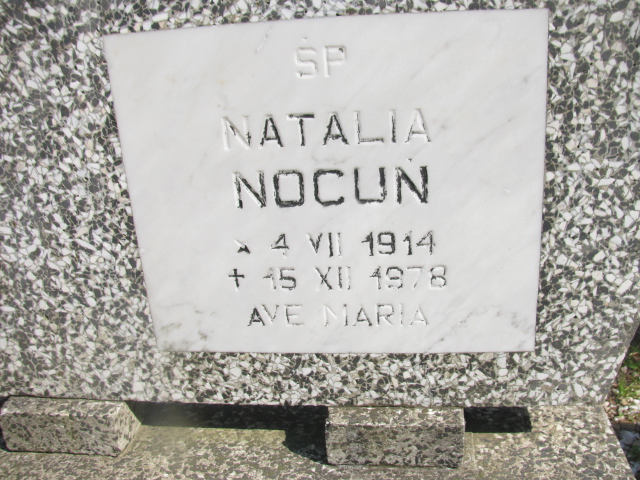 SP
NATALIA
NOCUŃ
* 4 VII 1914
+ 15 XII 1978
AVE MARIA